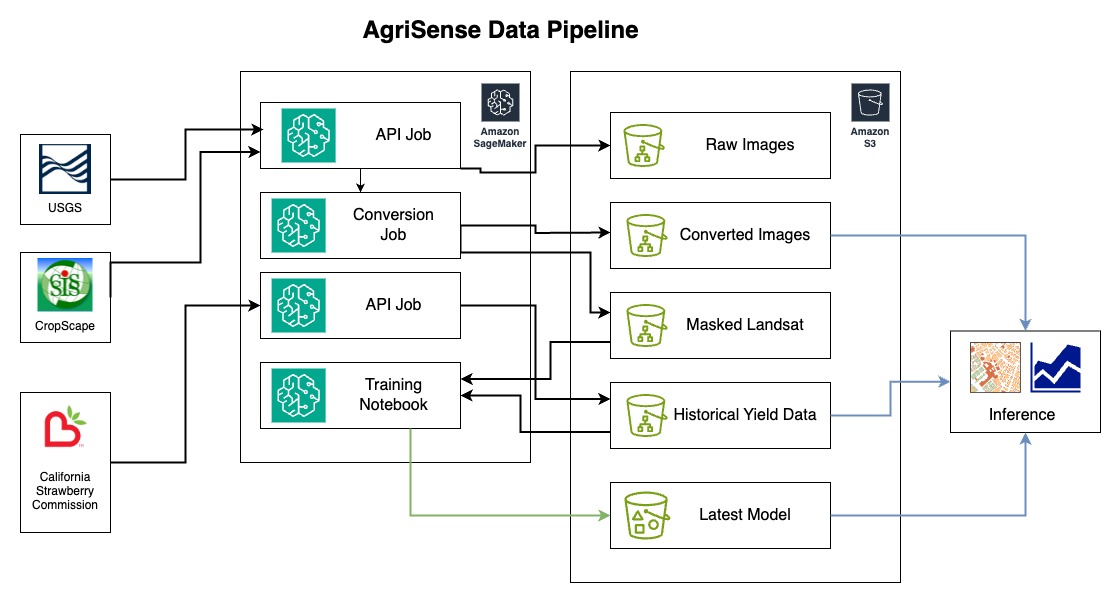 AgriSense Data Pipeline
USGS
SIS
CropScape
California
Strawberry
Commission
Amazon
SageMaker
API Job
Conversion
Job
API Job
Training
Notebook
Amazon
S3
Raw Images
Converted Images
Masked Landsat
Historical Yield Data
Latest Model
Inference